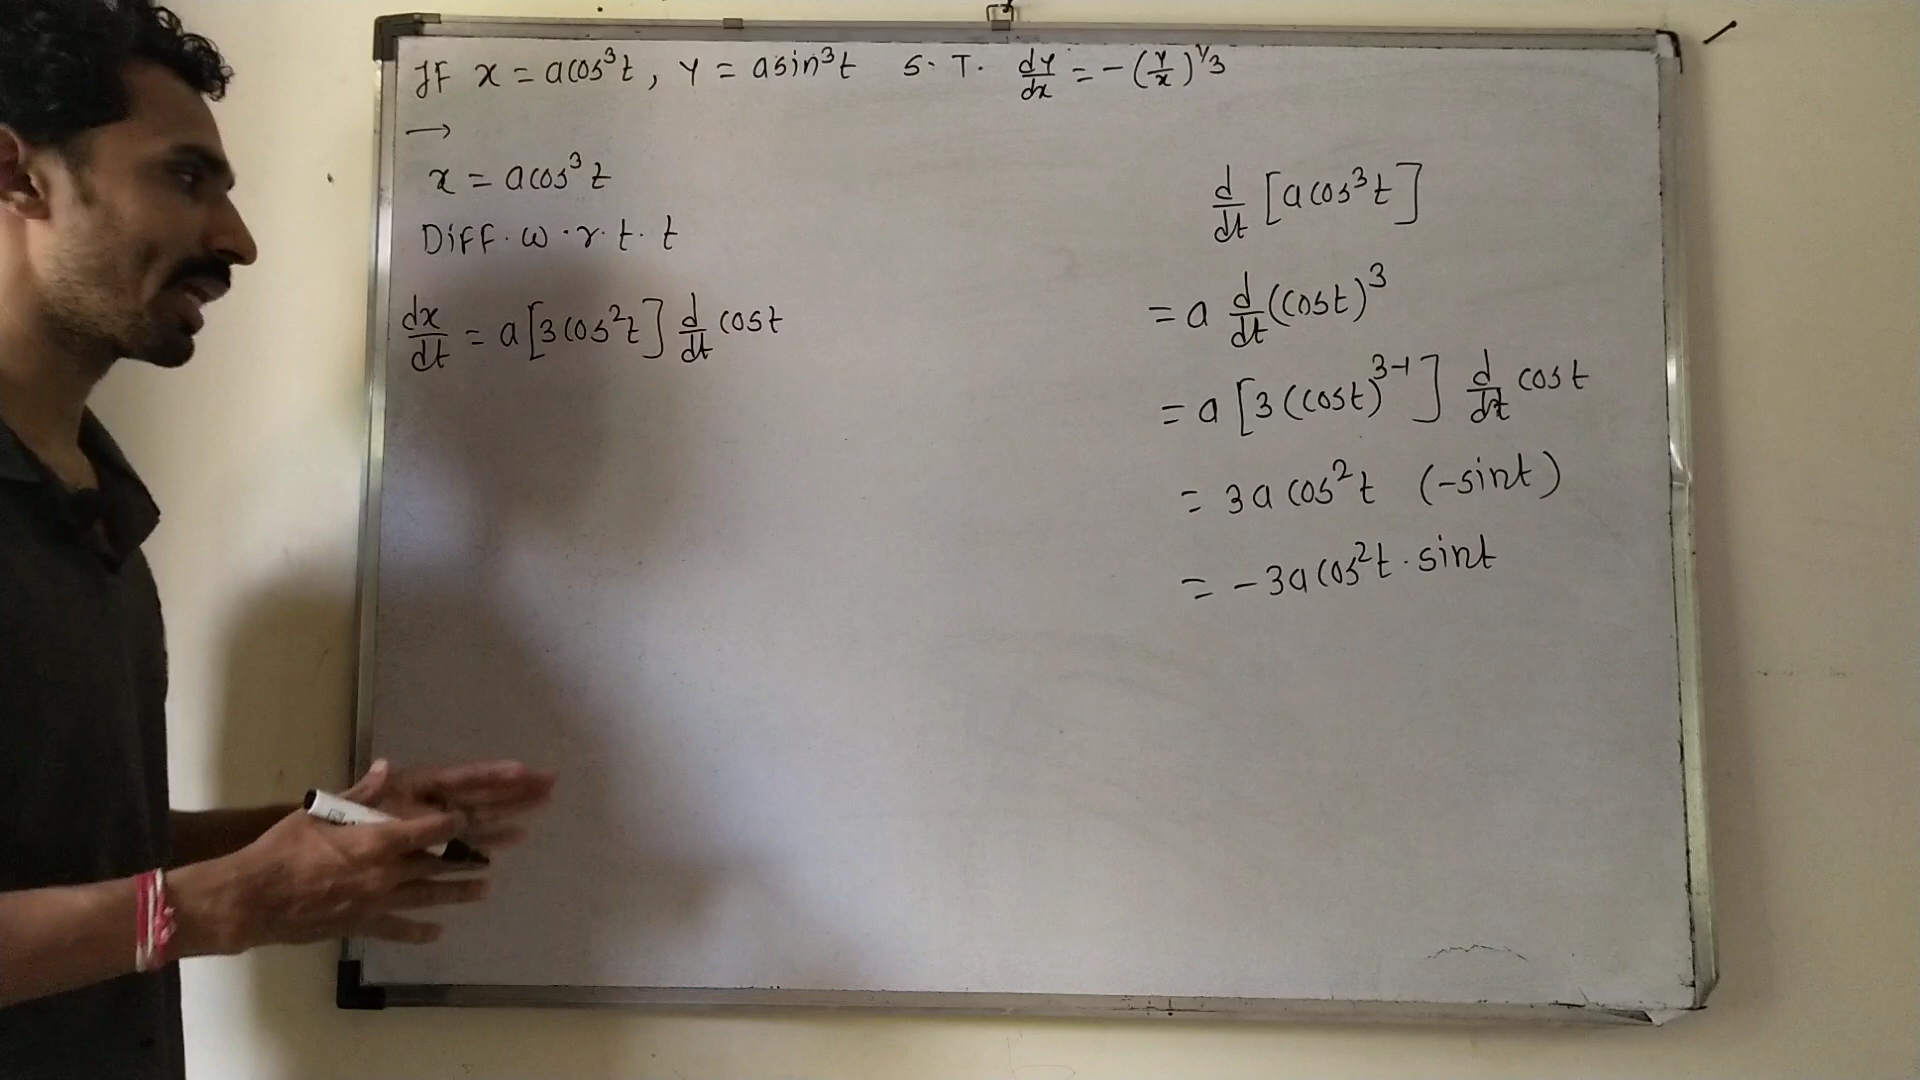 IF x = acos³t, y = asin³t S.T. dy/dx = -(y/x)^1/3
→
x = acos³t
Diff. w.r.t. t
dx/dt = a[3cos²t] d/dt cost
d/dt [acos³t]
= a d/dt (cost)³
= a [3(cost)^3-1] d/dt cost
= 3a cos²t (-sint)
= -3a cos²t · sint